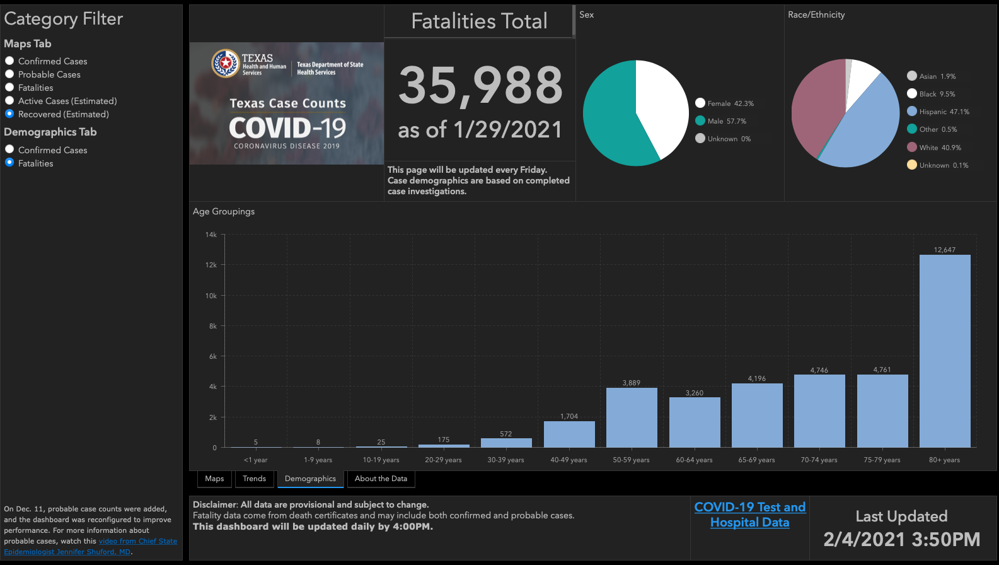 Category Filter
Maps Tab
Confirmed Cases
Probable Cases
Fatalities
Active Cases (Estimated)
Recovered (Estimated)
Demographics Tab
Confirmed Cases
Fatalities
On Dec. 11, probable case counts were added,
and the dashboard was reconfigured to improve
performance. For more information about
probable cases, watch this video from Chief State
Epidemiologist Jennifer Shuford, MD.
TEXAS
Health and Human
Services
Texas Department of State
Health Services
Texas Case Counts
COVID-19
CORONAVIRUS DISEASE 2019
Fatalities Total
35,988
as of 1/29/2021
This page will be updated every Friday.
Case demographics are based on completed
case investigations.
Sex
Female 42.3%
Male 57.7%
Unknown 0%
Race/Ethnicity
Asian 1.9%
Black 9.5%
Hispanic 47.1%
Other 0.5%
White 40.9%
Unknown 0.1%
Age Groupings
14k
12k
10k
8k
6k
4k
2k
0
5
8
25
175
572
1,704
3,889
3,260
4,196
4,746
4,761
12,647
<1 year
1-9 years
10-19 years
20-29 years
30-39 years
40-49 years
50-59 years
60-64 years
65-69 years
70-74 years
75-79 years
80+ years
Maps
Trends
Demographics
About the Data
Disclaimer: All data are provisional and subject to change.
Fatality data come from death certificates and may include both confirmed and probable cases.
This dashboard will be updated daily by 4:00PM.
COVID-19 Test and
Hospital Data
Last Updated
2/4/2021 3:50PM